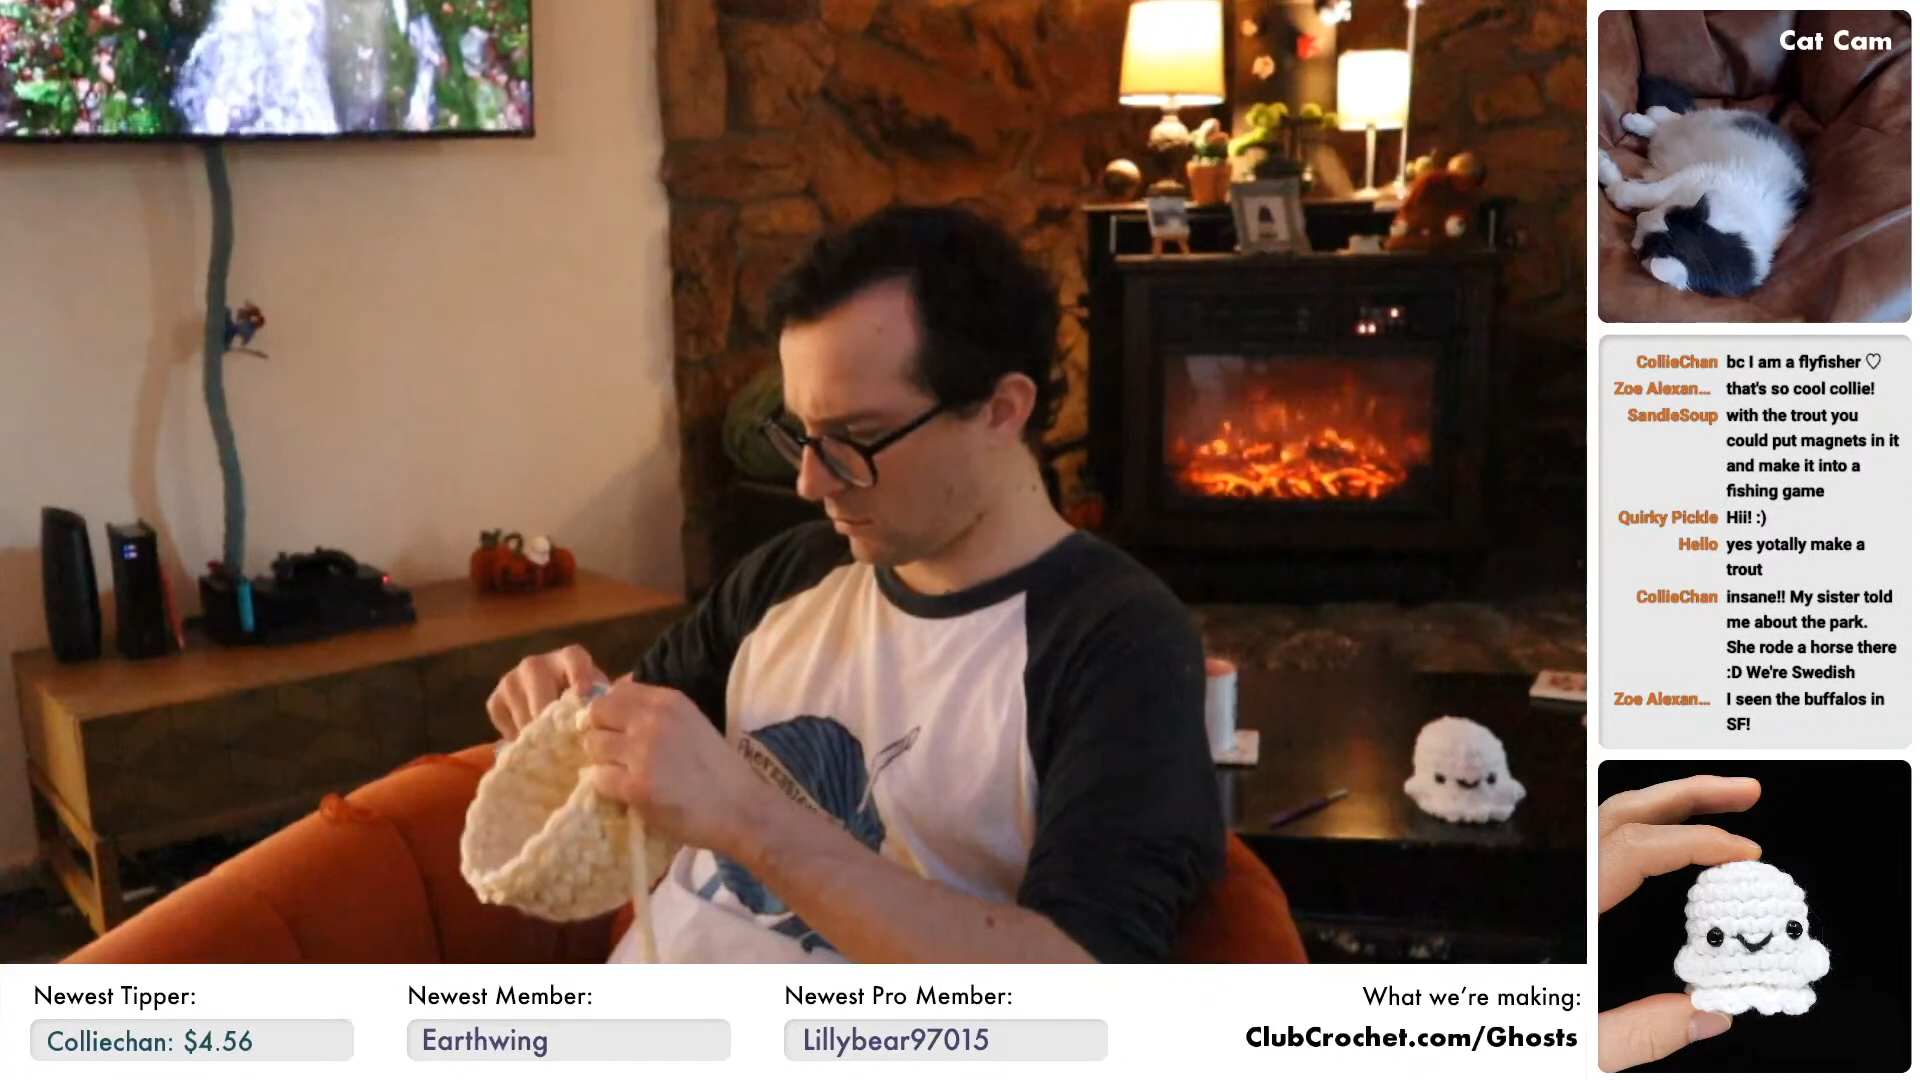 Cat Cam
CollieChan bc I am a flyfisher ♡
Zoe Alexan... that's so cool collie!
SandleSoup with the trout you
could put magnets in it
and make it into a
fishing game
Quirky Pickle Hii! :)
Hello yes yotally make a
trout
CollieChan insane!! My sister told
me about the park.
She rode a horse there
:D We're Swedish
Zoe Alexan... I seen the buffalos in
SF!
Newest Tipper:
Colliechan: $4.56
Newest Member:
Earthwing
Newest Pro Member:
Lillybear97015
What we're making:
ClubCrochet.com/Ghosts